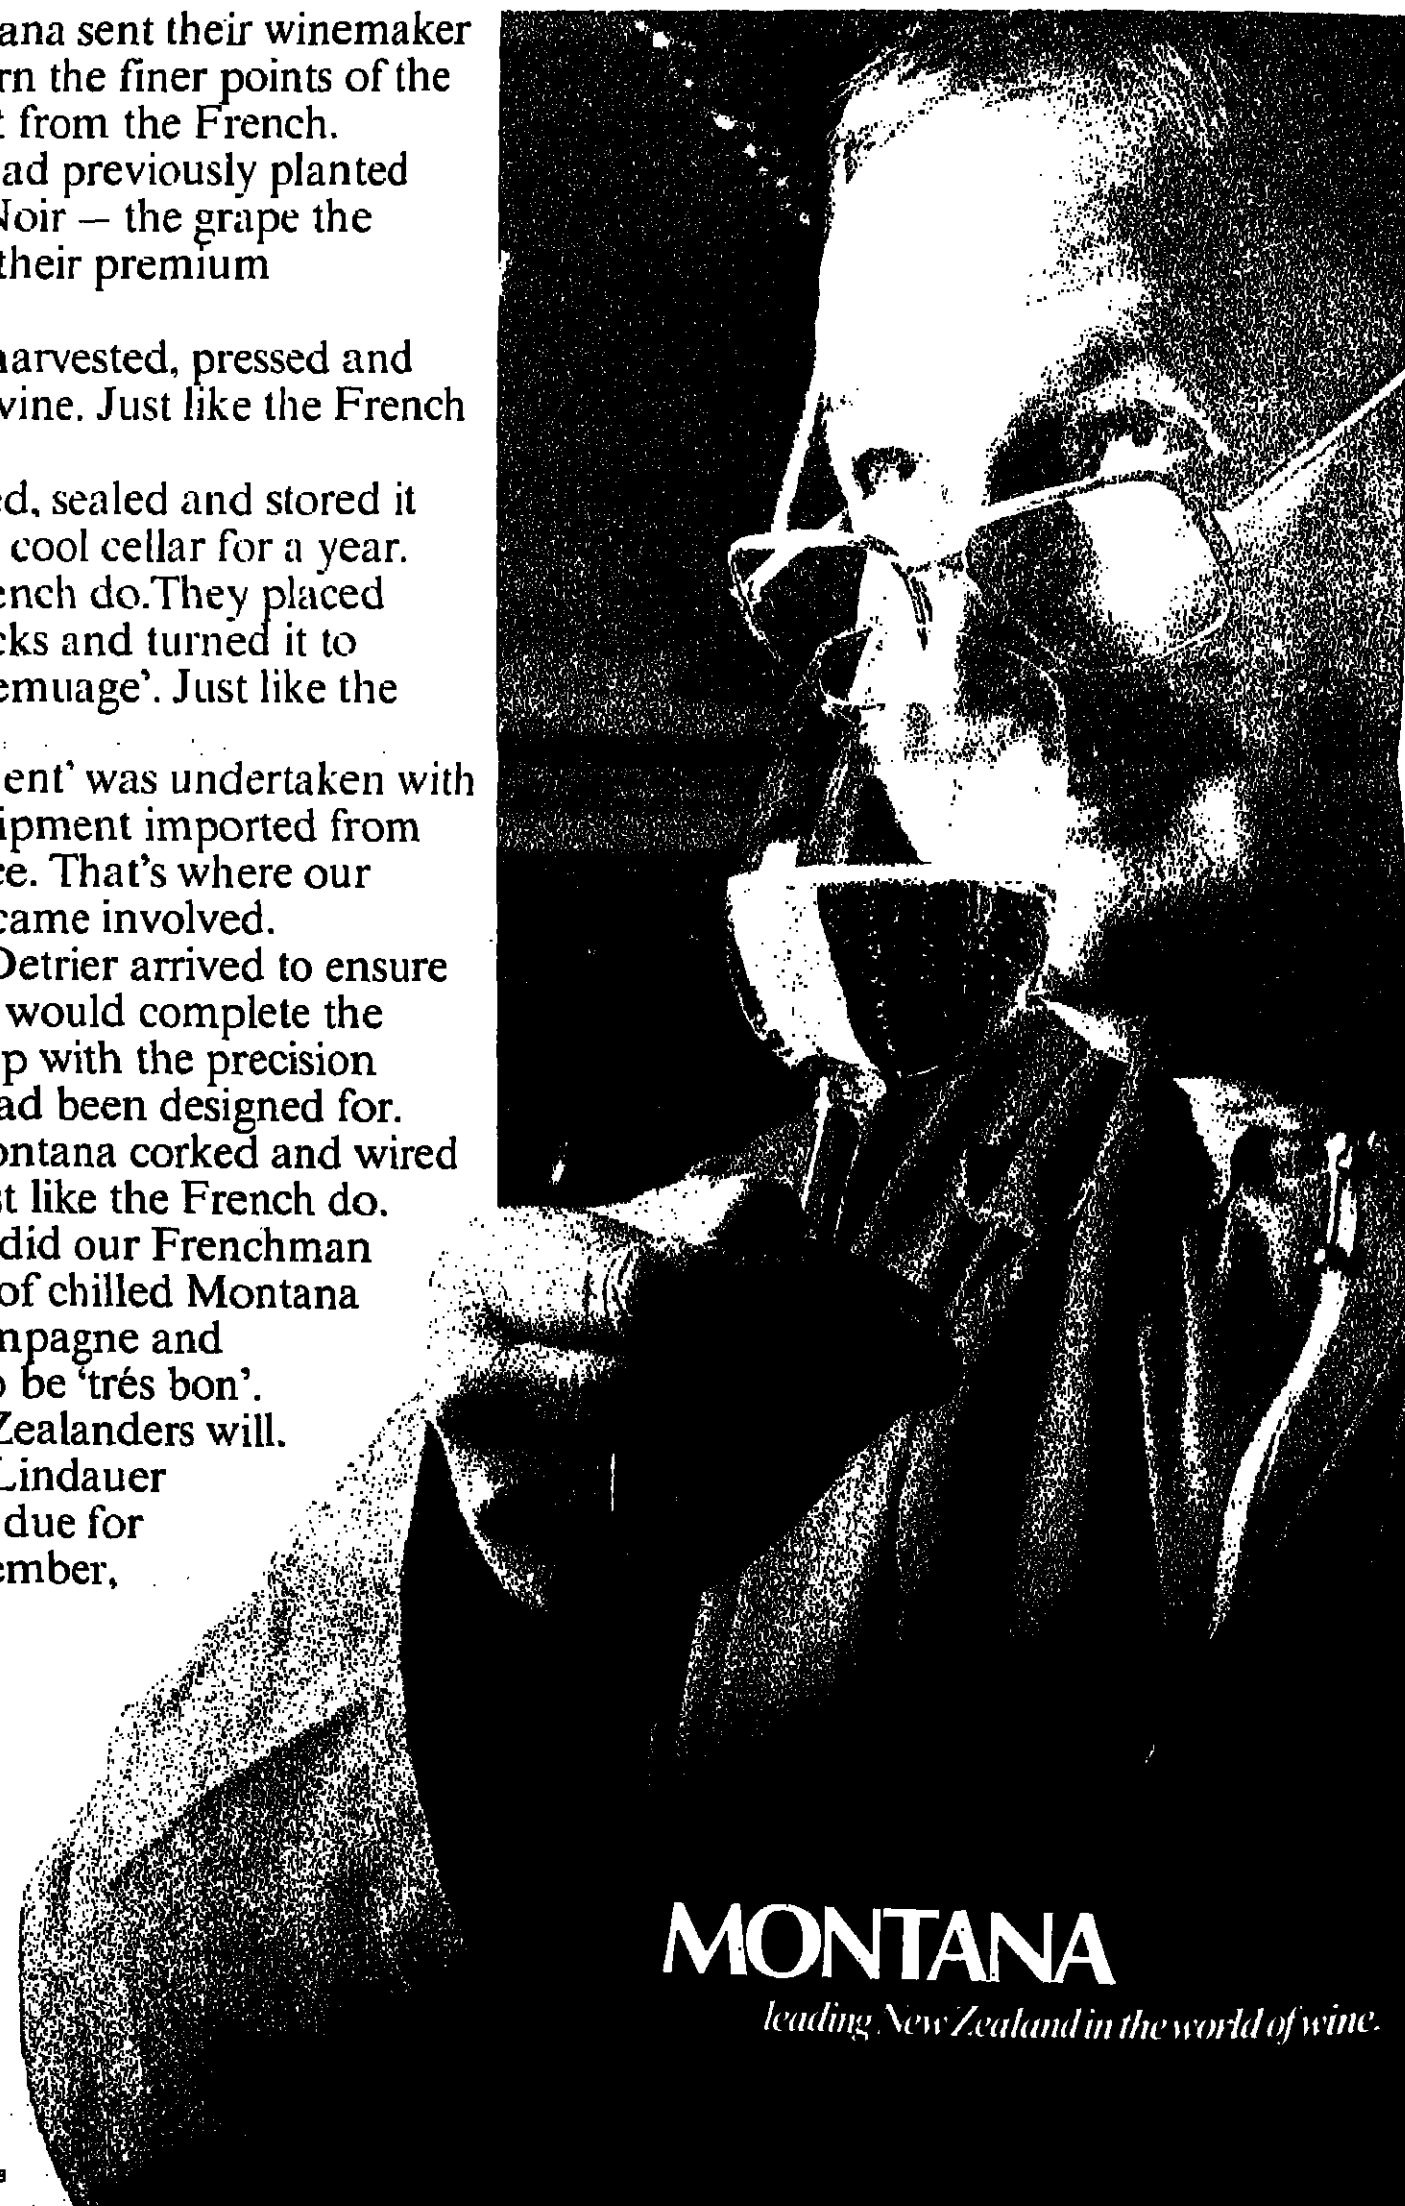 ana sent their winemaker
rn the finer points of the
t from the French.
ad previously planted
Noir — the grape the
their premium
harvested, pressed and
wine. Just like the French
ed, sealed and stored it
cool cellar for a year.
ench do.They placed
cks and turned it to
emuage’. Just like the
ent’ was undertaken with
ipment imported from
ce. That’s where our
came involved.
Detrier arrived to ensure
would complete the
p with the precision
ad been designed for.
ontana corked and wired
st like the French do.
did our Frenchman
of chilled Montana
mpagne and
o be ‘trés bon’.
Zealanders will.
Lindauer
due for
ember,
MONTANA
leading New Zealand in the world of wine.